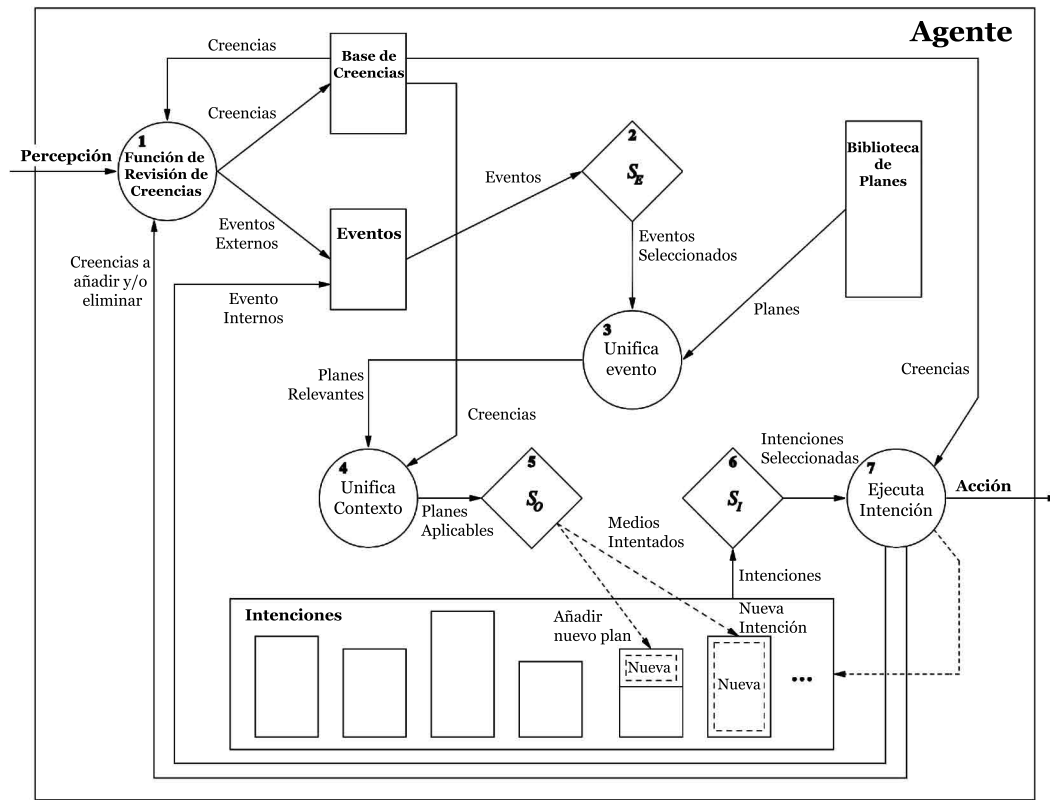 Agente
Creencias
Base de
Creencias
Creencias
1
Función de
Revisión de
Creencias
Percepción
2
S_E
Biblioteca
de
Planes
Eventos
Eventos
Externos
Eventos
Eventos
Seleccionados
Creencias a
añadir y/o
eliminar
Evento
Internos
Planes
3
Unifica
evento
Planes
Relevantes
Creencias
Creencias
4
Unifica
Contexto
Planes
Aplicables
5
S_O
6
S_I
Intenciones
Seleccionadas
7
Ejecuta
Intención
Acción
Medios
Intentados
Intenciones
Intenciones
Añadir
nuevo plan
Nueva
Intención
Nueva
Nueva
...